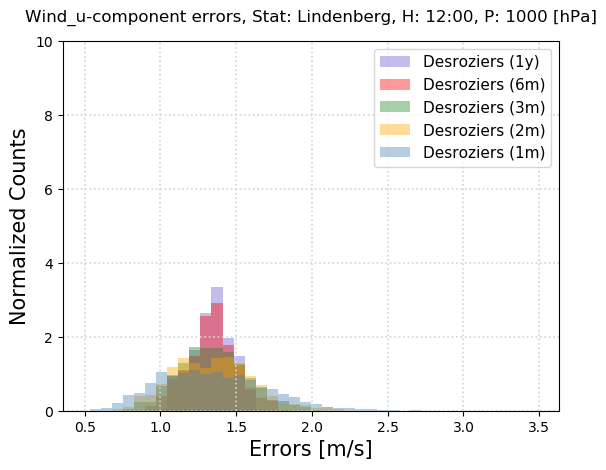 Wind_u-component errors, Stat: Lindenberg, H: 12:00, P: 1000 [hPa]
Desroziers (1y)
Desroziers (6m)
Desroziers (3m)
Desroziers (2m)
Desroziers (1m)
Normalized Counts
10
8
6
4
2
0
0.5 1.0 1.5 2.0 2.5 3.0 3.5
Errors [m/s]